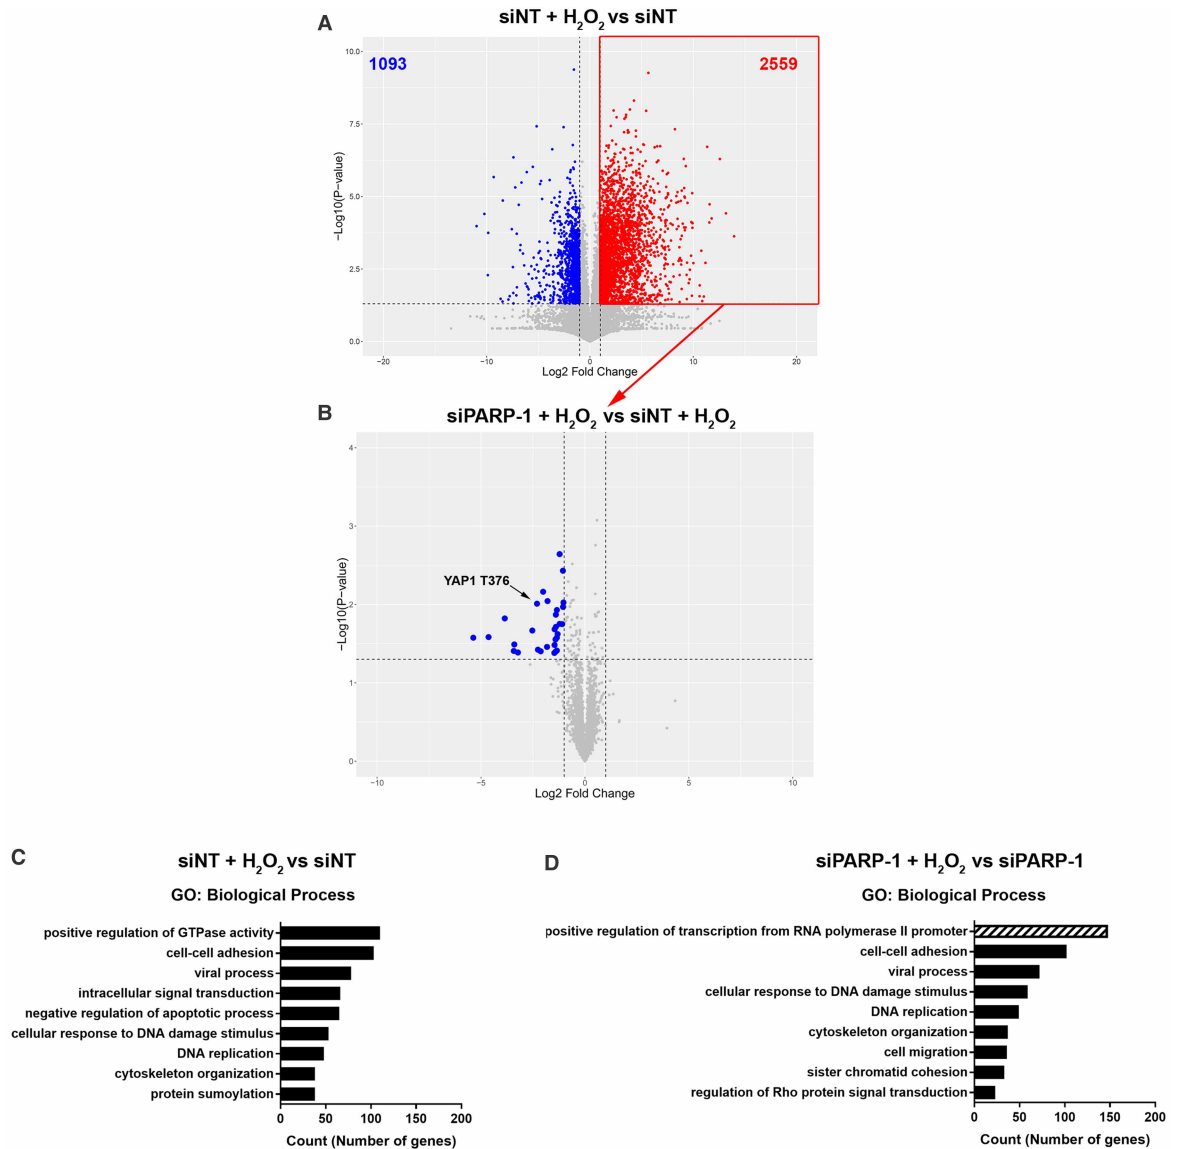 A
siNT + H2O2 vs siNT
1093
2559
10.0
7.5
5.0
2.5
0.0
−Log10(P−value)
−20
−10
0
10
20
Log2 Fold Change
B
siPARP-1 + H2O2 vs siNT + H2O2
4
3
2
1
0
−Log10(P−value)
YAP1 T376
−10
−5
0
5
10
Log2 Fold Change
C
siNT + H2O2 vs siNT
GO: Biological Process
positive regulation of GTPase activity
cell-cell adhesion
viral process
intracellular signal transduction
negative regulation of apoptotic process
cellular response to DNA damage stimulus
DNA replication
cytoskeleton organization
protein sumoylation
0
50
100
150
200
Count (Number of genes)
D
siPARP-1 + H2O2 vs siPARP-1
GO: Biological Process
positive regulation of transcription from RNA polymerase II promoter
cell-cell adhesion
viral process
cellular response to DNA damage stimulus
DNA replication
cytoskeleton organization
cell migration
sister chromatid cohesion
regulation of Rho protein signal transduction
0
50
100
150
200
Count (Number of genes)